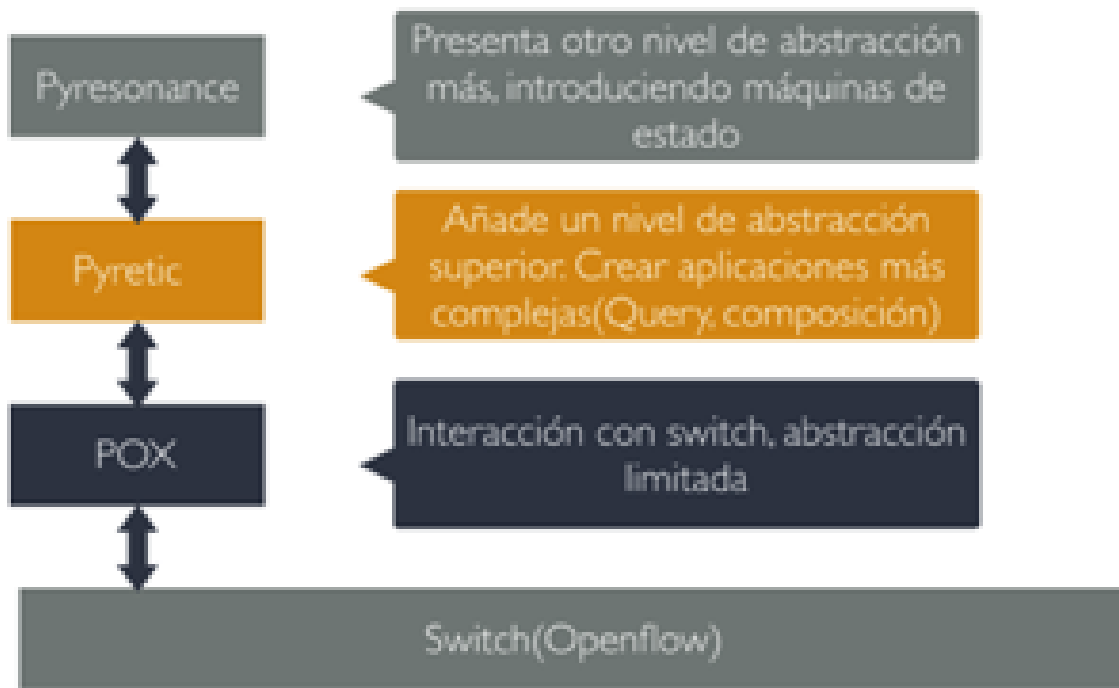 Pyresonance
Presenta otro nivel de abstracción
más, introduciendo máquinas de
estado
Pyretic
Añade un nivel de abstracción
superior. Crear aplicaciones más
complejas(Query, composición)
POX
Interacción con switch, abstracción
limitada
Switch(Openflow)